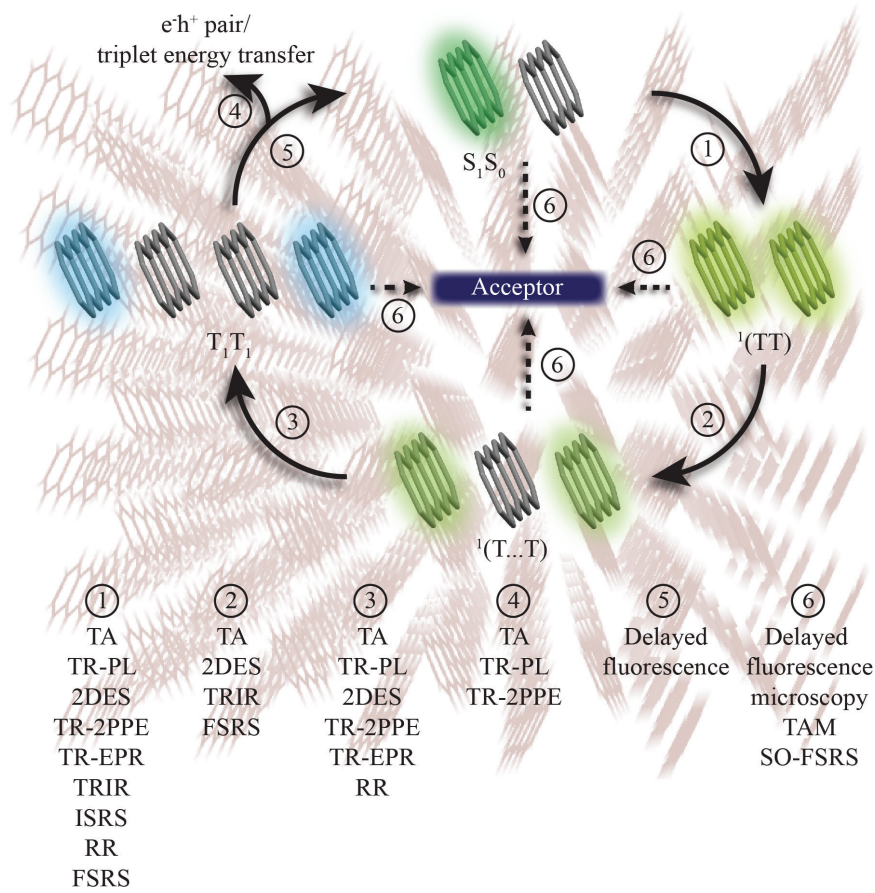 e⁻h⁺ pair/
triplet energy transfer
④
⑤
S₁S₀
①
⑥
⑥
Acceptor
⑥
¹(TT)
T₁T₁
⑥
③
②
¹(T...T)
①
TA
TR-PL
2DES
TR-2PPE
TR-EPR
TRIR
ISRS
RR
FSRS
②
TA
2DES
TRIR
FSRS
③
TA
TR-PL
2DES
TR-2PPE
TR-EPR
RR
④
TA
TR-PL
TR-2PPE
⑤
Delayed
fluorescence
⑥
Delayed
fluorescence
microscopy
TAM
SO-FSRS